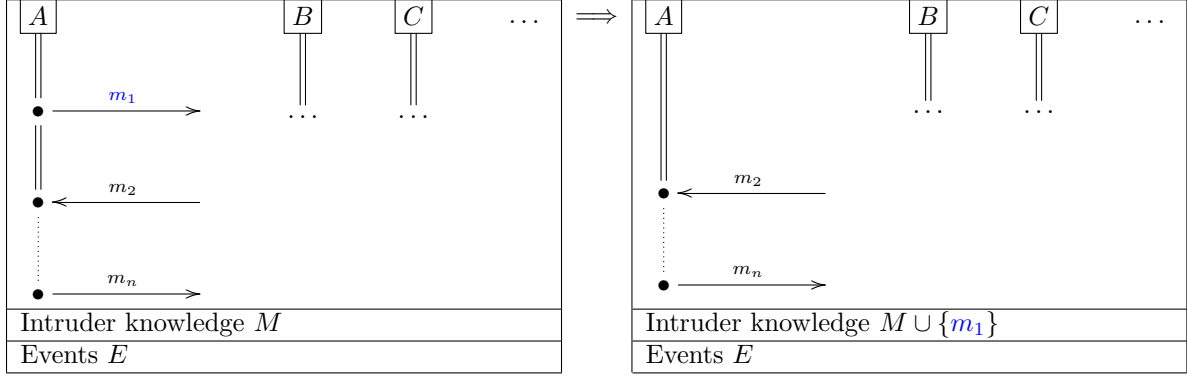 A B C … ⟹ A B C …
m₁ … … … …
m₂ m₂
mₙ mₙ
Intruder knowledge M Intruder knowledge M ∪ {m₁}
Events E Events E